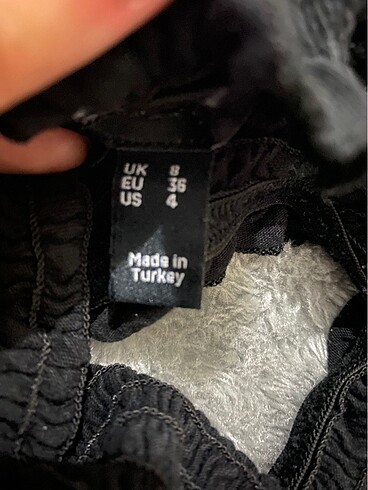 UK 8
EU 36
US 4
Made in
Turkey